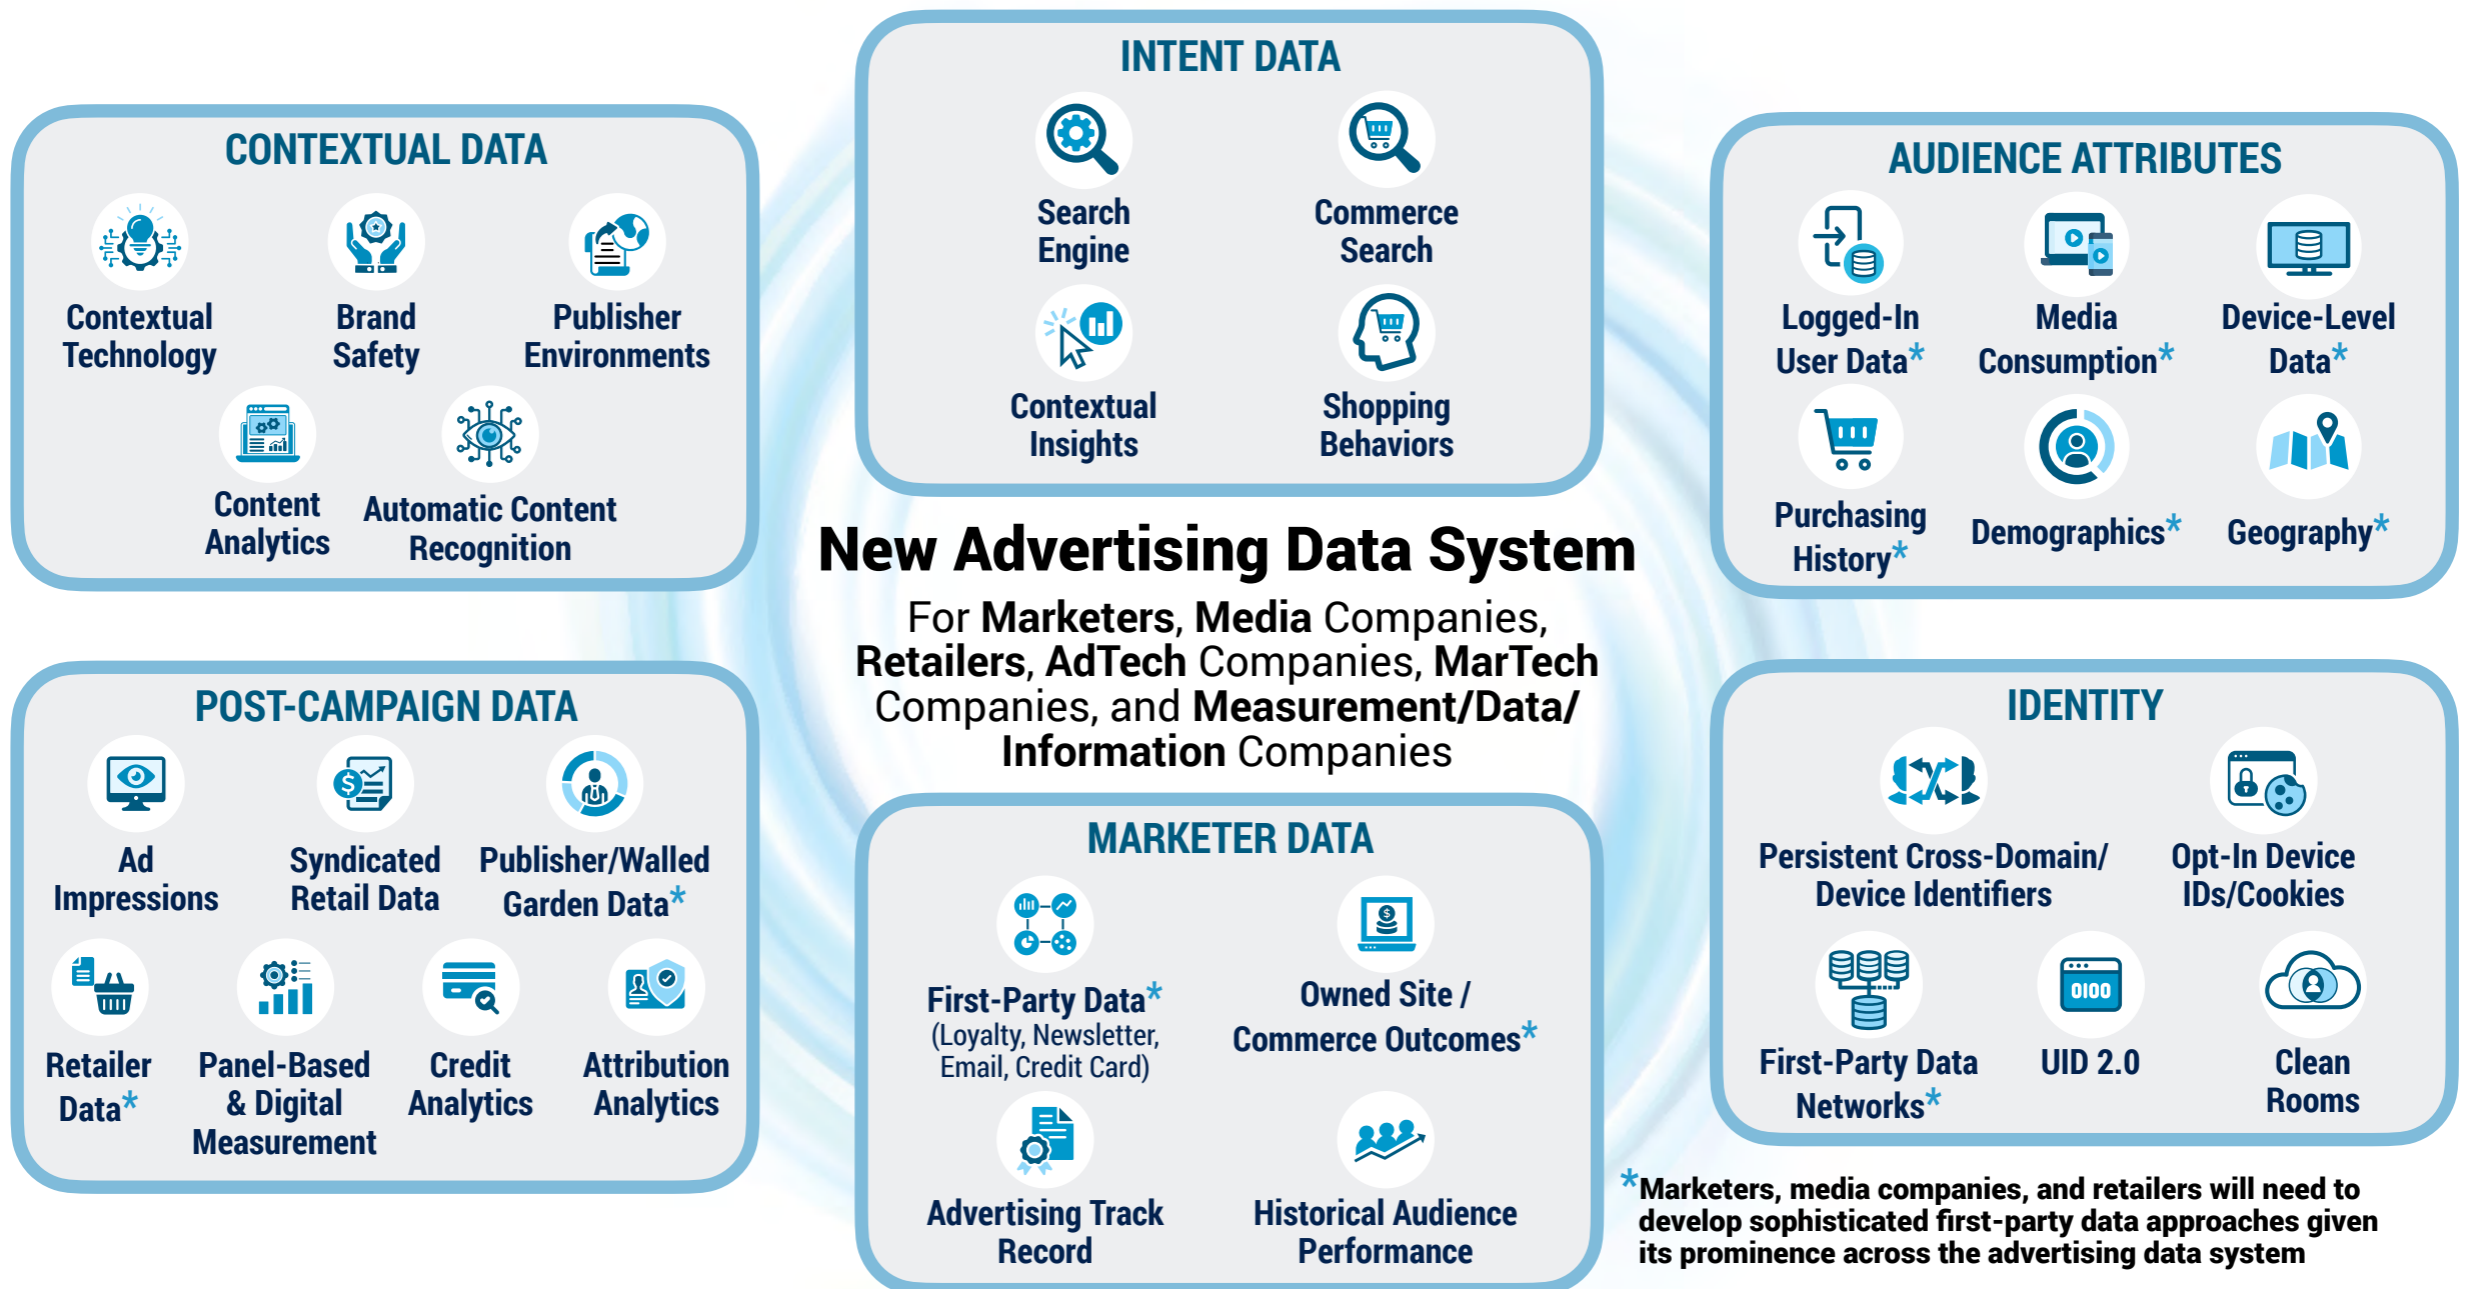 INTENT DATA
Search
Engine
Commerce
Search
Contextual
Insights
Shopping
Behaviors
CONTEXTUAL DATA
Contextual
Technology
Brand
Safety
Publisher
Environments
Content
Analytics
Automatic Content
Recognition
AUDIENCE ATTRIBUTES
Logged-In
User Data*
Media
Consumption*
Device-Level
Data*
Purchasing
History*
Demographics*
Geography*
New Advertising Data System
For Marketers, Media Companies,
Retailers, AdTech Companies, MarTech
Companies, and Measurement/Data/
Information Companies
POST-CAMPAIGN DATA
Ad
Impressions
Syndicated
Retail Data
Publisher/Walled
Garden Data*
Retailer
Data*
Panel-Based
& Digital
Measurement
Credit
Analytics
Attribution
Analytics
MARKETER DATA
First-Party Data*
(Loyalty, Newsletter,
Email, Credit Card)
Owned Site /
Commerce Outcomes*
Advertising Track
Record
Historical Audience
Performance
IDENTITY
Persistent Cross-Domain/
Device Identifiers
Opt-In Device
IDs/Cookies
First-Party Data
Networks*
0100
UID 2.0
Clean
Rooms
*Marketers, media companies, and retailers will need to
develop sophisticated first-party data approaches given
its prominence across the advertising data system